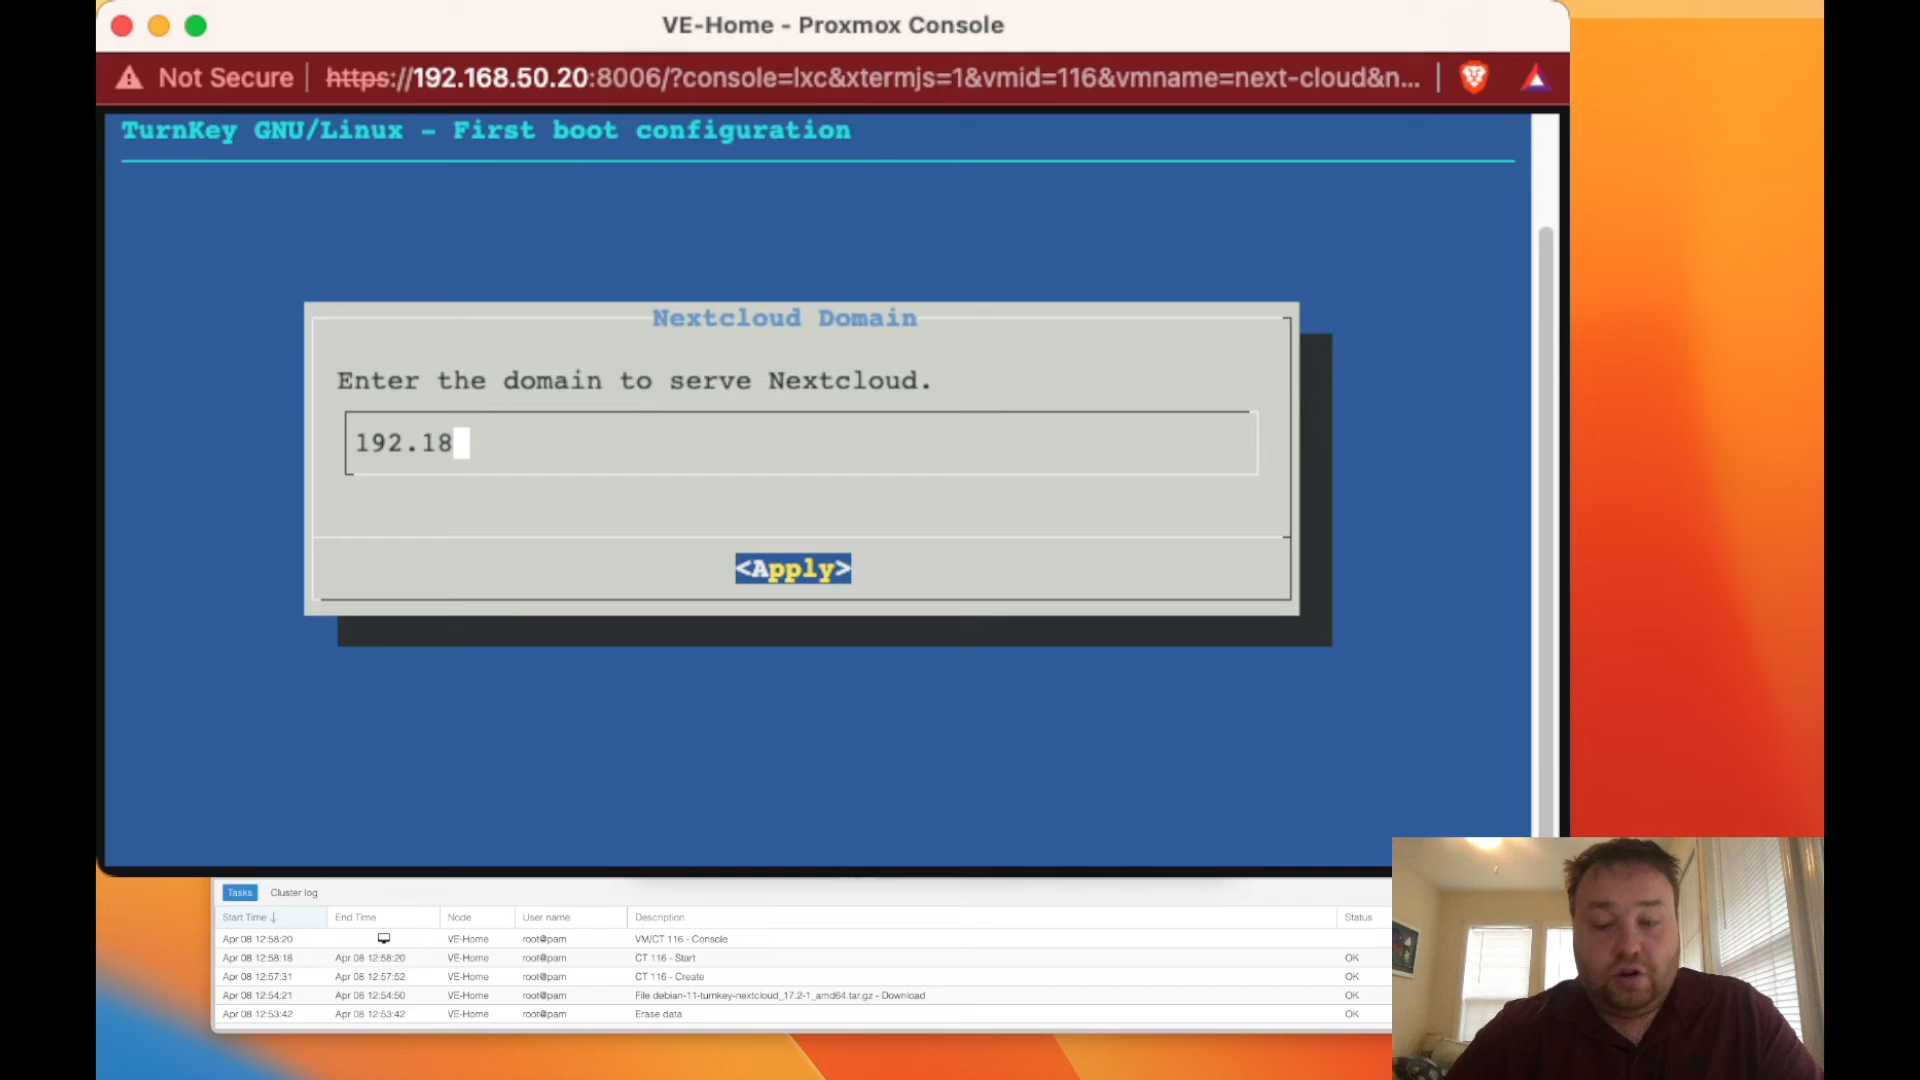 VE-Home - Proxmox Console
Not Secure | https://192.168.50.20:8006/?console=lxc&xtermjs=1&vmid=116&vmname=next-cloud&n...
TurnKey GNU/Linux - First boot configuration
Nextcloud Domain
Enter the domain to serve Nextcloud.
192.18
<Apply>
Tasks Cluster log
Start Time ↓ End Time Node User name Description Status
Apr 08 12:58:20 VE-Home root@pam VM/CT 116 - Console
Apr 08 12:58:18 Apr 08 12:58:20 VE-Home root@pam CT 116 - Start OK
Apr 08 12:57:31 Apr 08 12:57:52 VE-Home root@pam CT 116 - Create OK
Apr 08 12:54:21 Apr 08 12:54:50 VE-Home root@pam File debian-11-turnkey-nextcloud_17.2-1_amd64.tar.gz - Download OK
Apr 08 12:53:42 Apr 08 12:53:42 VE-Home root@pam Erase data OK